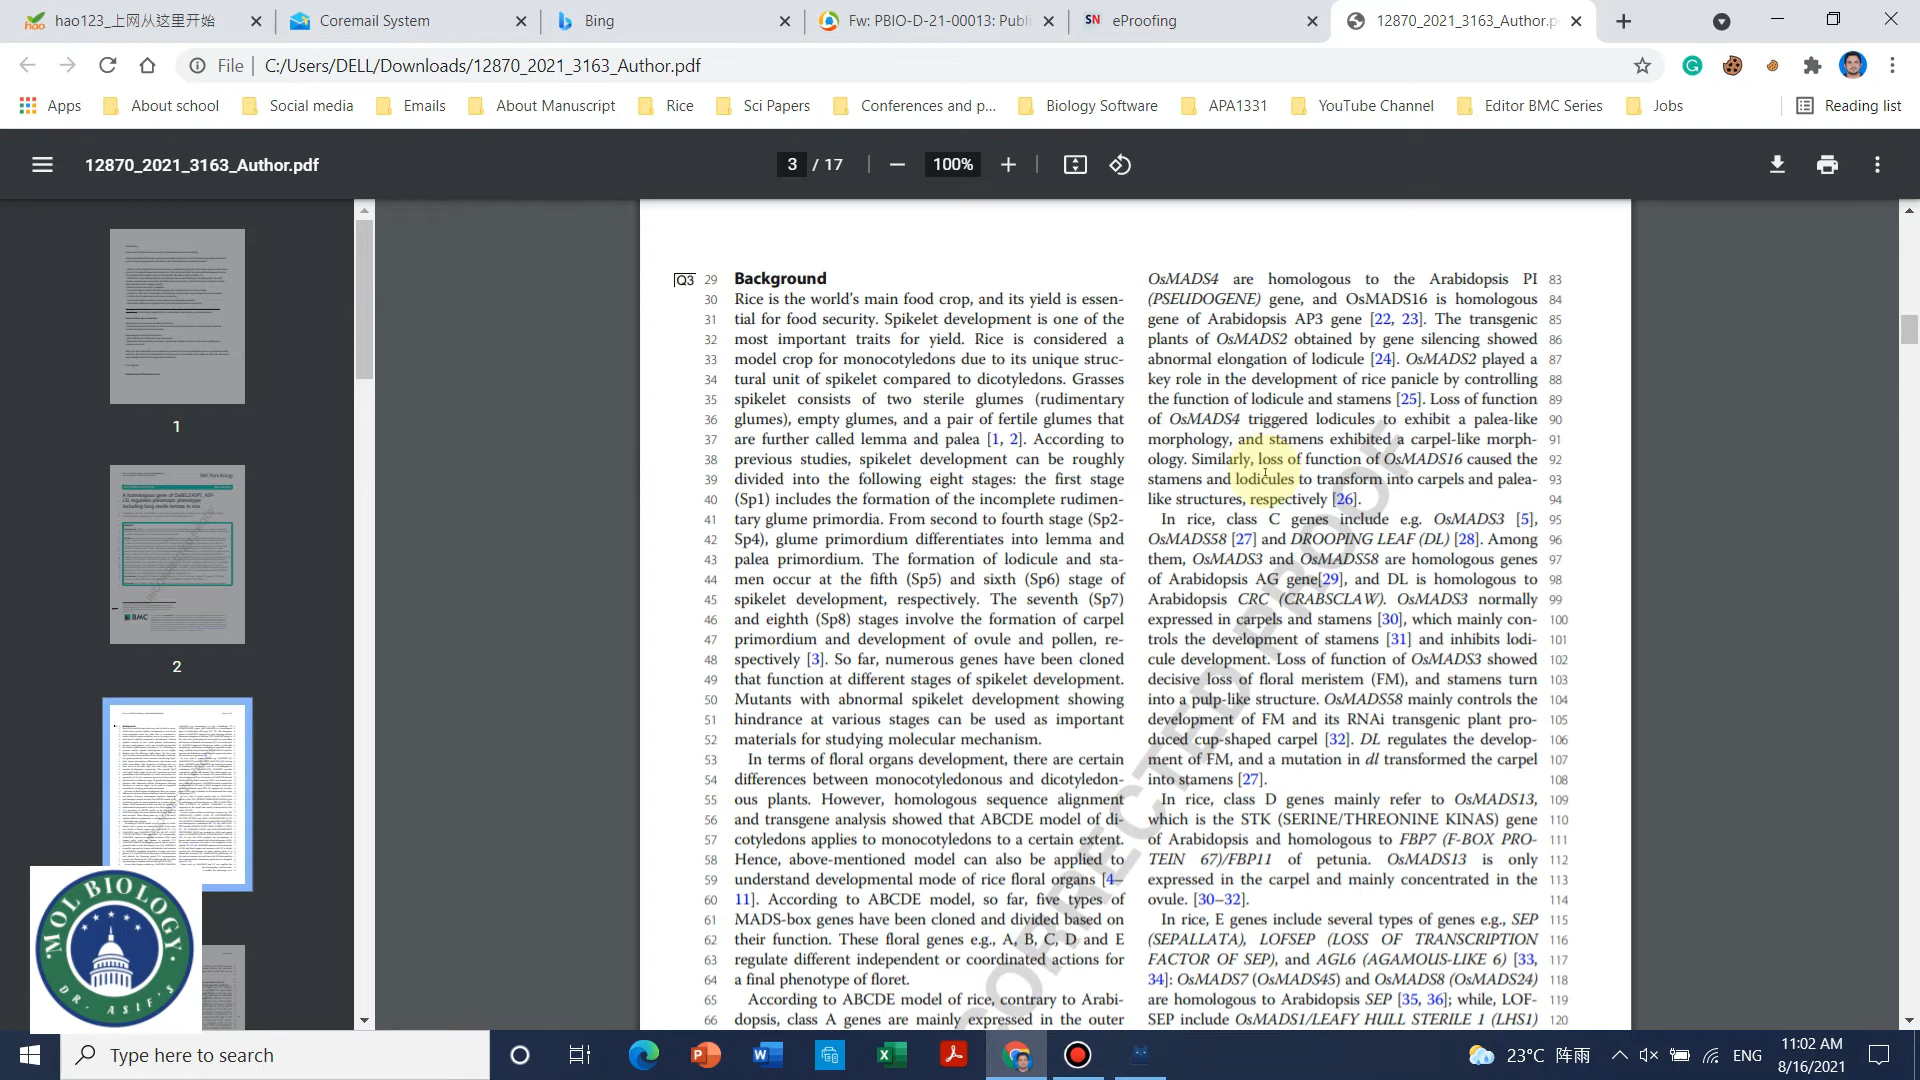 hao123_上网从这里开始
Coremail System
Bing
Fw: PBIO-D-21-00013: Publi
eProofing
12870_2021_3163_Author.p
File
C:/Users/DELL/Downloads/12870_2021_3163_Author.pdf
Apps
About school
Social media
Emails
About Manuscript
Rice
Sci Papers
Conferences and p...
Biology Software
APA1331
YouTube Channel
Editor BMC Series
Jobs
Reading list
12870_2021_3163_Author.pdf
3 / 17
100%
1
2
Q3 29 Background
30 Rice is the world's main food crop, and its yield is essen-
31 tial for food security. Spikelet development is one of the
32 most important traits for yield. Rice is considered a
33 model crop for monocotyledons due to its unique struc-
34 tural unit of spikelet compared to dicotyledons. Grasses
35 spikelet consists of two sterile glumes (rudimentary
36 glumes), empty glumes, and a pair of fertile glumes that
37 are further called lemma and palea [1, 2]. According to
38 previous studies, spikelet development can be roughly
39 divided into the following eight stages: the first stage
40 (Sp1) includes the formation of the incomplete rudimen-
41 tary glume primordia. From second to fourth stage (Sp2-
42 Sp4), glume primordium differentiates into lemma and
43 palea primordium. The formation of lodicule and sta-
44 men occur at the fifth (Sp5) and sixth (Sp6) stage of
45 spikelet development, respectively. The seventh (Sp7)
46 and eighth (Sp8) stages involve the formation of carpel
47 primordium and development of ovule and pollen, re-
48 spectively [3]. So far, numerous genes have been cloned
49 that function at different stages of spikelet development.
50 Mutants with abnormal spikelet development showing
51 hindrance at various stages can be used as important
52 materials for studying molecular mechanism.
53 In terms of floral organs development, there are certain
54 differences between monocotyledonous and dicotyledon-
55 ous plants. However, homologous sequence alignment
56 and transgene analysis showed that ABCDE model of di-
57 cotyledons applies to monocotyledons to a certain extent.
58 Hence, above-mentioned model can also be applied to
59 understand developmental mode of rice floral organs [4–
60 11]. According to ABCDE model, so far, five types of
61 MADS-box genes have been cloned and divided based on
62 their function. These floral genes e.g., A, B, C, D and E
63 regulate different independent or coordinated actions for
64 a final phenotype of floret.
65 According to ABCDE model of rice, contrary to Arabi-
66 dopsis, class A genes are mainly expressed in the outer
OsMADS4 are homologous to the Arabidopsis PI 83
(PSEUDOGENE) gene, and OsMADS16 is homologous 84
gene of Arabidopsis AP3 gene [22, 23]. The transgenic 85
plants of OsMADS2 obtained by gene silencing showed 86
abnormal elongation of lodicule [24]. OsMADS2 played a 87
key role in the development of rice panicle by controlling 88
the function of lodicule and stamens [25]. Loss of function 89
of OsMADS4 triggered lodicules to exhibit a palea-like 90
morphology, and stamens exhibited a carpel-like morph- 91
ology. Similarly, loss of function of OsMADS16 caused the 92
stamens and lodicules to transform into carpels and palea- 93
like structures, respectively [26]. 94
In rice, class C genes include e.g. OsMADS3 [5], 95
OsMADS58 [27] and DROOPING LEAF (DL) [28]. Among 96
them, OsMADS3 and OsMADS58 are homologous genes 97
of Arabidopsis AG gene[29], and DL is homologous to 98
Arabidopsis CRC (CRABSCLAW). OsMADS3 normally 99
expressed in carpels and stamens [30], which mainly con- 100
trols the development of stamens [31] and inhibits lodi- 101
cule development. Loss of function of OsMADS3 showed 102
decisive loss of floral meristem (FM), and stamens turn 103
into a pulp-like structure. OsMADS58 mainly controls the 104
development of FM and its RNAi transgenic plant pro- 105
duced cup-shaped carpel [32]. DL regulates the develop- 106
ment of FM, and a mutation in dl transformed the carpel 107
into stamens [27]. 108
In rice, class D genes mainly refer to OsMADS13, 109
which is the STK (SERINE/THREONINE KINAS) gene 110
of Arabidopsis and homologous to FBP7 (F-BOX PRO- 111
TEIN 67)/FBP11 of petunia. OsMADS13 is only 112
expressed in the carpel and mainly concentrated in the 113
ovule. [30–32]. 114
In rice, E genes include several types of genes e.g., SEP 115
(SEPALLATA), LOFSEP (LOSS OF TRANSCRIPTION 116
FACTOR OF SEP), and AGL6 (AGAMOUS-LIKE 6) [33, 117
34]: OsMADS7 (OsMADS45) and OsMADS8 (OsMADS24) 118
are homologous to Arabidopsis SEP [35, 36]; while, LOF- 119
SEP include OsMADS1/LEAFY HULL STERILE 1 (LHS1) 120
CORRECTED PROOF
A homologous gene of OsREL2/ASP1, ASP-
LSL regulates pleiotropic phenotype
including long sterile lemma in rice
BMC
MOL BIOLOGY
DR. ASIF'S
Type here to search
23°C 阵雨
ENG
11:02 AM
8/16/2021